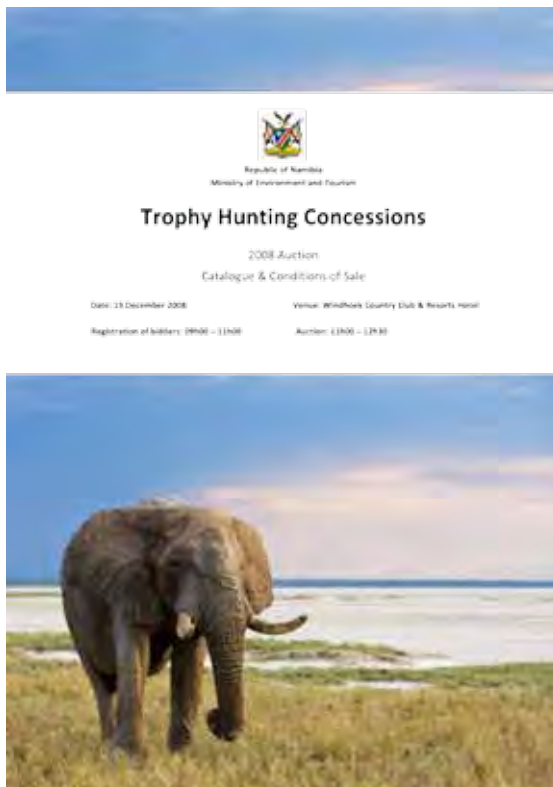 Republic of Namibia
Ministry of Environment and Tourism
Trophy Hunting Concessions
2008 Auction
Catalogue & Conditions of Sale
Date: 15 December 2008 Venue: Windhoek Country Club & Resorts Hotel
Registration of bidders: 09h00 – 11h00 Auction: 11h00 – 12h30